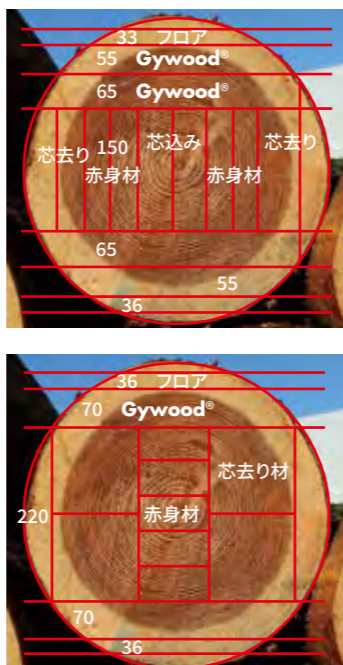 33 フロア
55 Gywood®
65 Gywood®
芯去り 150 芯込み 芯去り
赤身材 赤身材
65
55
36
36 フロア
70 Gywood®
芯去り材
220 赤身材
70
36